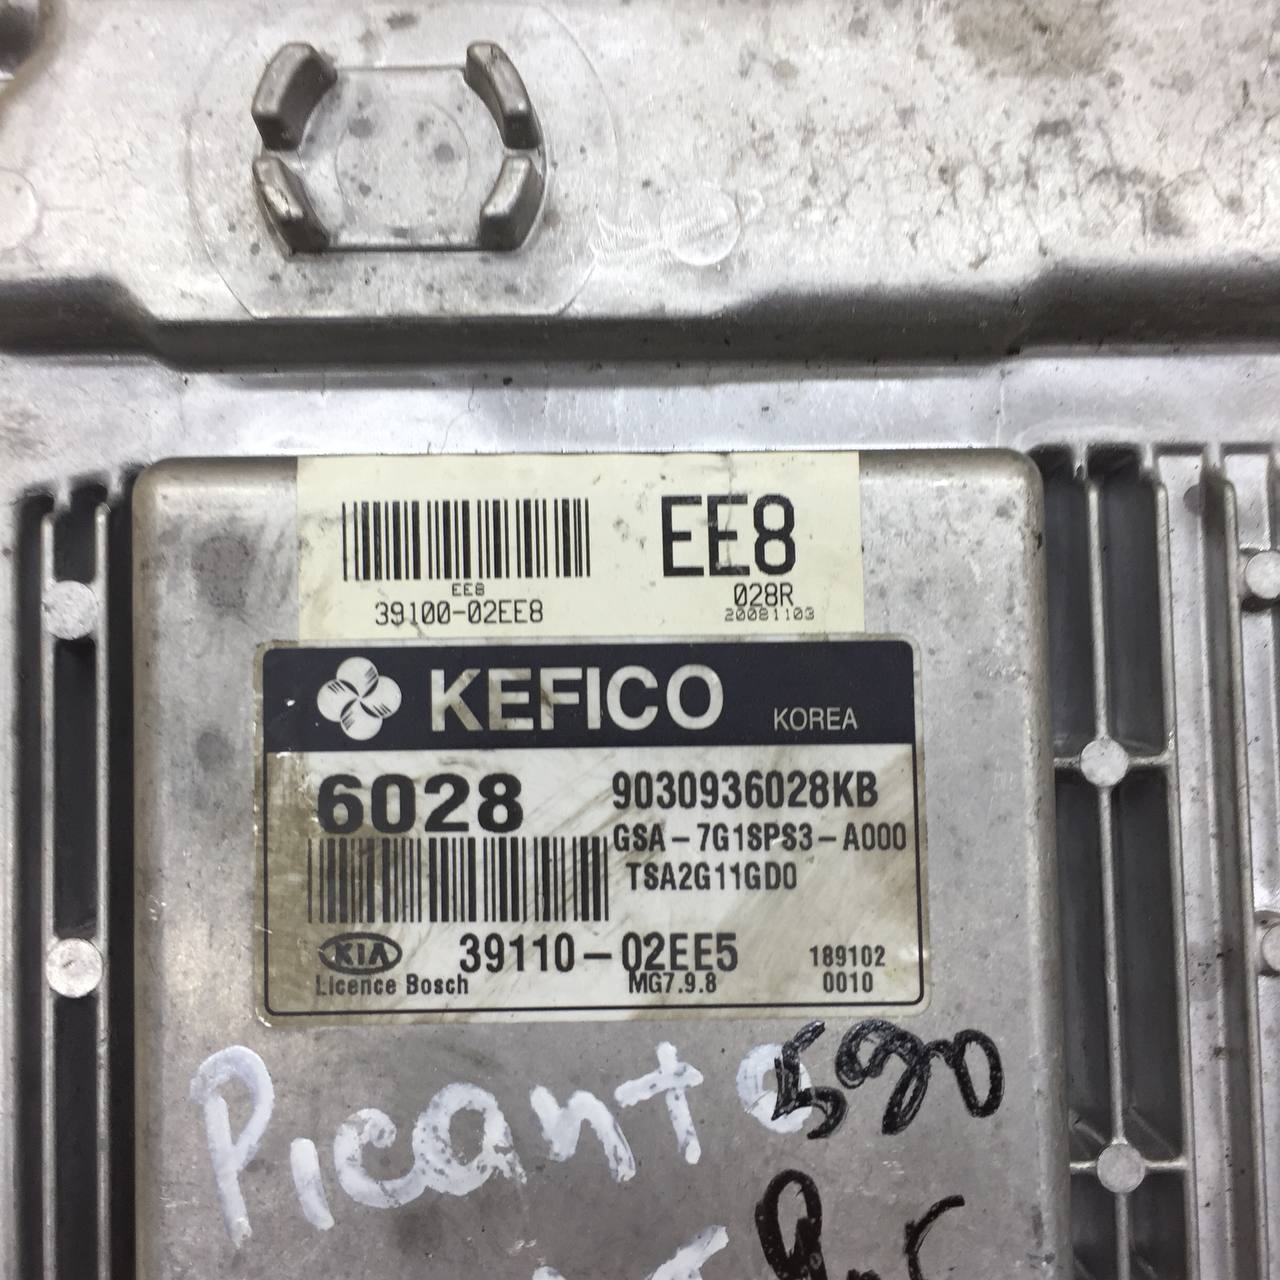 EE8
EE8
39100-02EE8
028R
20081103
KEFICO
KOREA
6028
9030936028KB
GSA-7G1SPS3-A000
TSA2G11GD0
KIA
39110-02EE5
189102
Licence Bosch
MG7.9.8
0010
Picanto
590